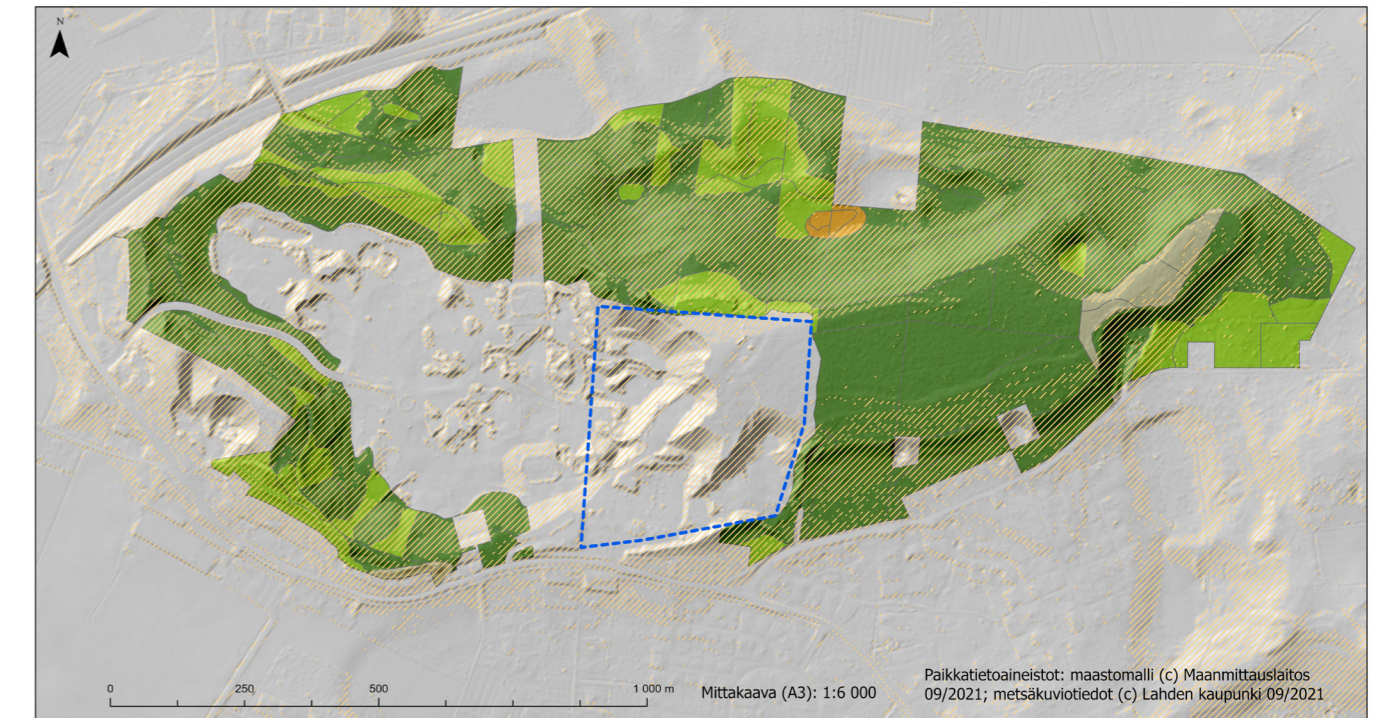 N
0 250 500 1 000 m
Mittakaava (A3): 1:6 000
Paikkatietoaineistot: maastomalli (c) Maanmittauslaitos
09/2021; metsäkuviotiedot (c) Lahden kaupunki 09/2021